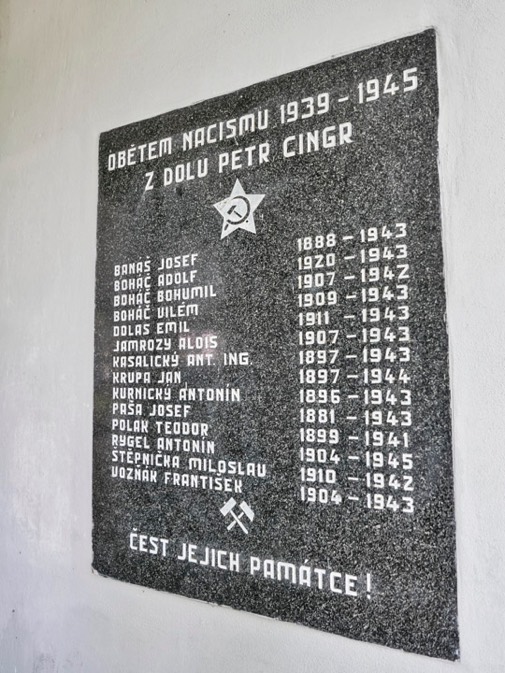 OBĚTEM NACISMU 1939 - 1945
Z DOLU PETR CINGR
BANAŠ JOSEF 1888 - 1943
BOHÁČ ADOLF 1920 - 1943
BOHÁČ BOHUMIL 1907 - 1942
BOHÁČ VILÉM 1909 - 1943
DOLAS EMIL 1911 - 1943
JAMROZY ALOIS 1907 - 1943
KASALICKÝ ANT. ING. 1897 - 1943
KRUPA JAN 1897 - 1944
KURNICKÝ ANTONÍN 1896 - 1943
PAŠA JOSEF 1881 - 1943
POLAK TEODOR 1899 - 1941
RYGEL ANTONÍN 1904 - 1945
ŠTĚPNIČKA MILOSLAV 1910 - 1942
VOZŇÁK FRANTIŠEK 1904 - 1943
ČEST JEJICH PAMÁTCE !